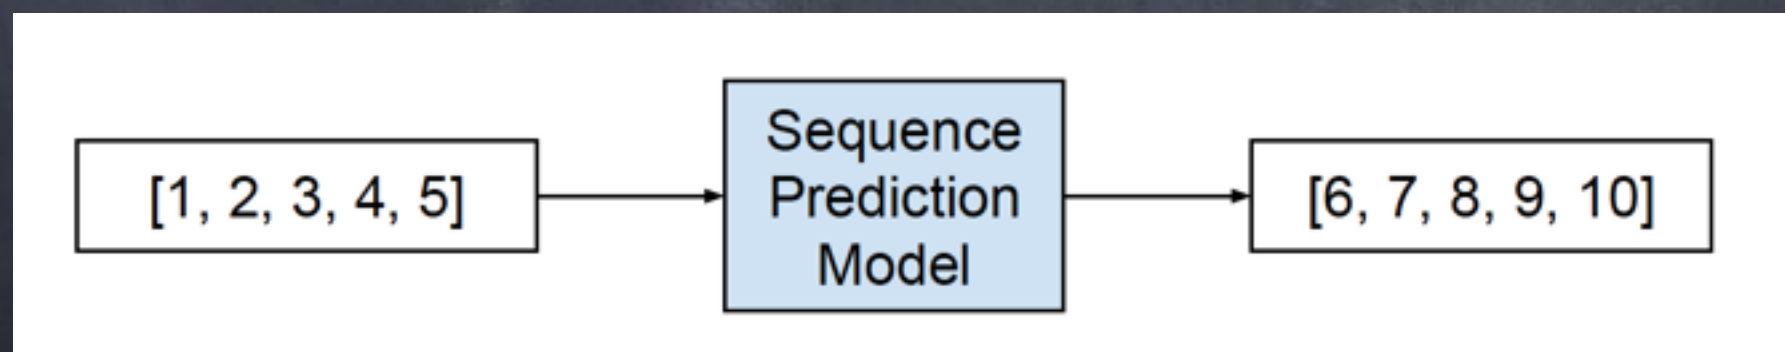 [1, 2, 3, 4, 5]
Sequence
Prediction
Model
[6, 7, 8, 9, 10]